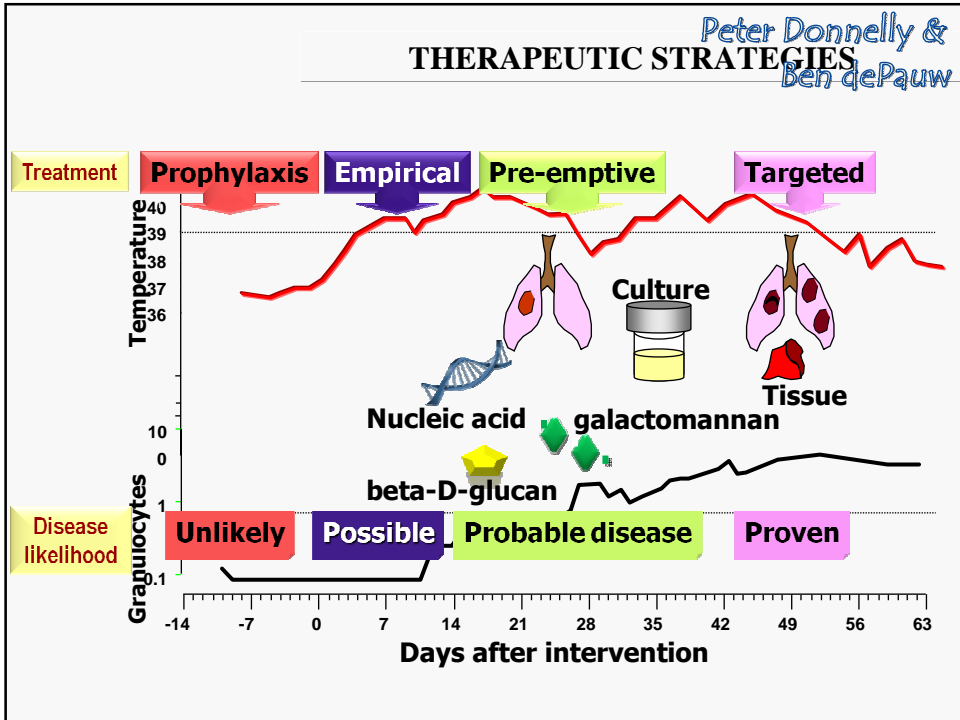 Peter Donnelly &
THERAPEUTIC STRATEGIES
Ben dePauw
Treatment
Prophylaxis
Empirical
Pre-emptive
Targeted
Temperature
40
39
38
37
36
Culture
Tissue
Nucleic acid
galactomannan
beta-D-glucan
Granulocytes
10
0
1
0.1
Disease
likelihood
Unlikely
Possible
Probable disease
Proven
-14 -7 0 7 14 21 28 35 42 49 56 63
Days after intervention